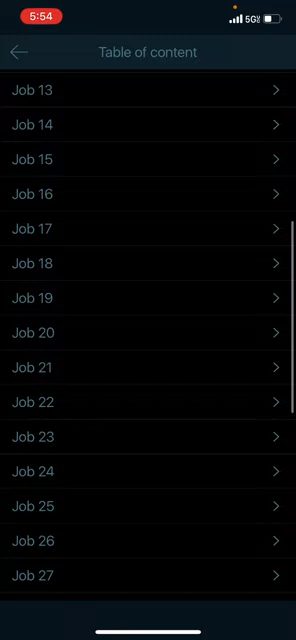 5:54
5G
Table of content
Job 13
Job 14
Job 15
Job 16
Job 17
Job 18
Job 19
Job 20
Job 21
Job 22
Job 23
Job 24
Job 25
Job 26
Job 27